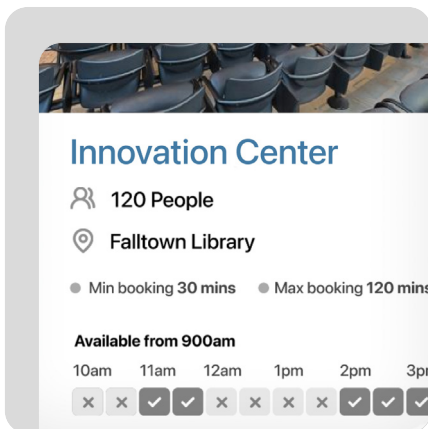 Innovation Center
120 People
Falltown Library
Min booking 30 mins Max booking 120 mins
Available from 900am
10am 11am 12am 1pm 2pm 3pm